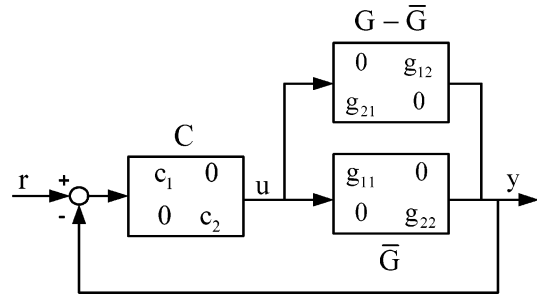 G – G̅
0 g₁₂
g₂₁ 0
C
r + - c₁ 0
0 c₂
u
g₁₁ 0
0 g₂₂
y
G̅